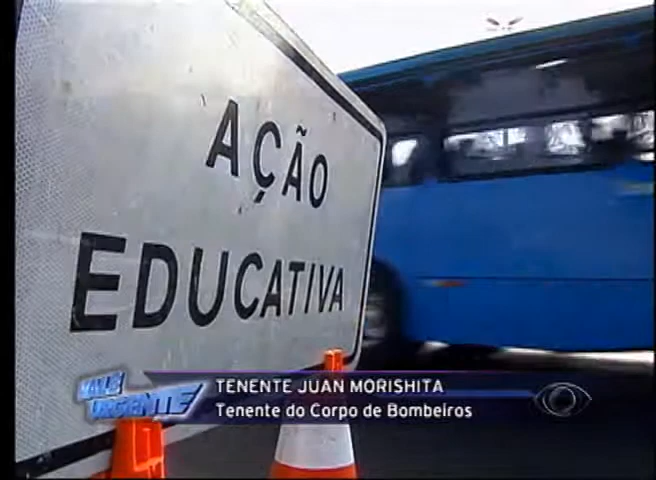 AÇÃO
EDUCATIVA
VALE
URGENTE
TENENTE JUAN MORISHITA
Tenente do Corpo de Bombeiros